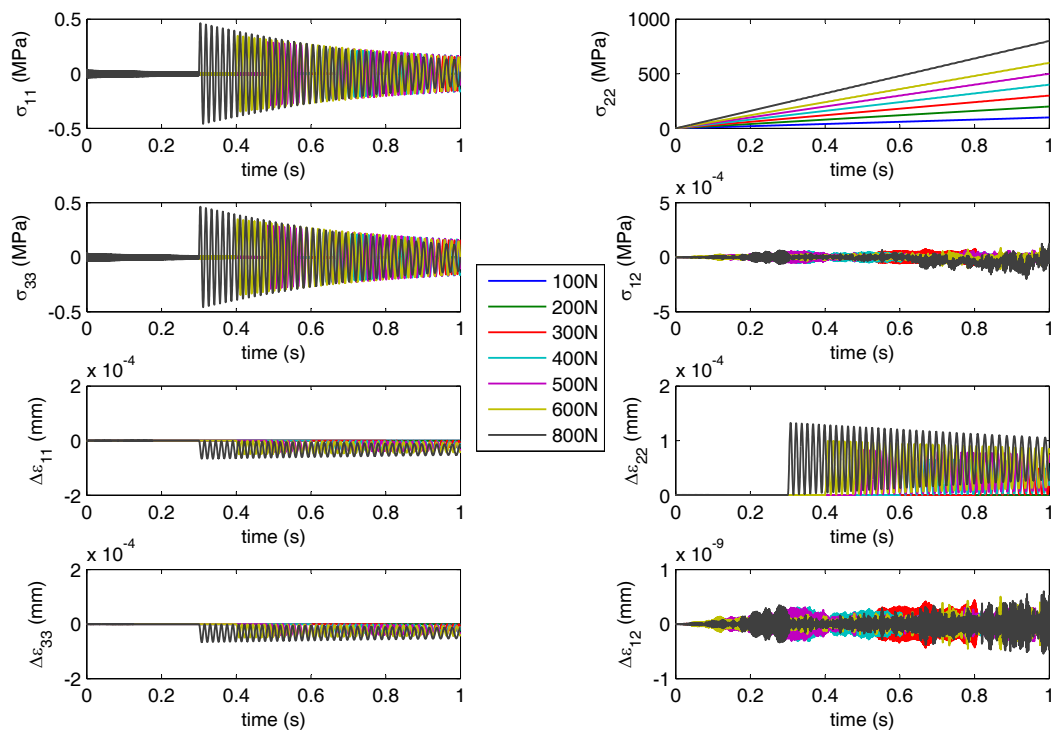 0.5
0
-0.5
σ11 (MPa)
0 0.2 0.4 0.6 0.8 1
time (s)
1000
500
0
σ22 (MPa)
0 0.2 0.4 0.6 0.8 1
time (s)
0.5
0
-0.5
σ33 (MPa)
0 0.2 0.4 0.6 0.8 1
time (s)
x 10^-4
5
0
-5
σ12 (MPa)
0 0.2 0.4 0.6 0.8 1
time (s)
100N
200N
300N
400N
500N
600N
800N
x 10^-4
2
0
-2
Δε11 (mm)
0 0.2 0.4 0.6 0.8 1
time (s)
x 10^-4
2
1
0
Δε22 (mm)
0 0.2 0.4 0.6 0.8 1
time (s)
x 10^-4
2
0
-2
Δε33 (mm)
0 0.2 0.4 0.6 0.8 1
time (s)
x 10^-9
1
0
-1
Δε12 (mm)
0 0.2 0.4 0.6 0.8 1
time (s)